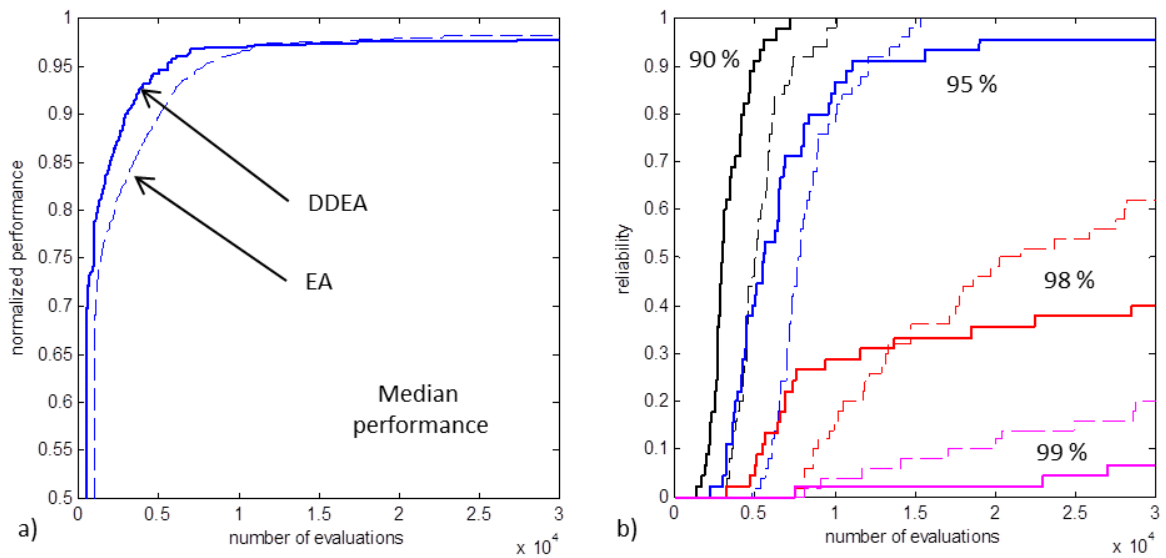 1
0.95
0.9
0.85
0.8
0.75
0.7
0.65
0.6
0.55
0.5
normalized performance
DDEA
EA
Median
performance
0 0.5 1 1.5 2 2.5 3
number of evaluations
x 10^4
a)
1
0.9
0.8
0.7
0.6
0.5
0.4
0.3
0.2
0.1
0
reliability
90 %
95 %
98 %
99 %
0 0.5 1 1.5 2 2.5 3
number of evaluations
x 10^4
b)